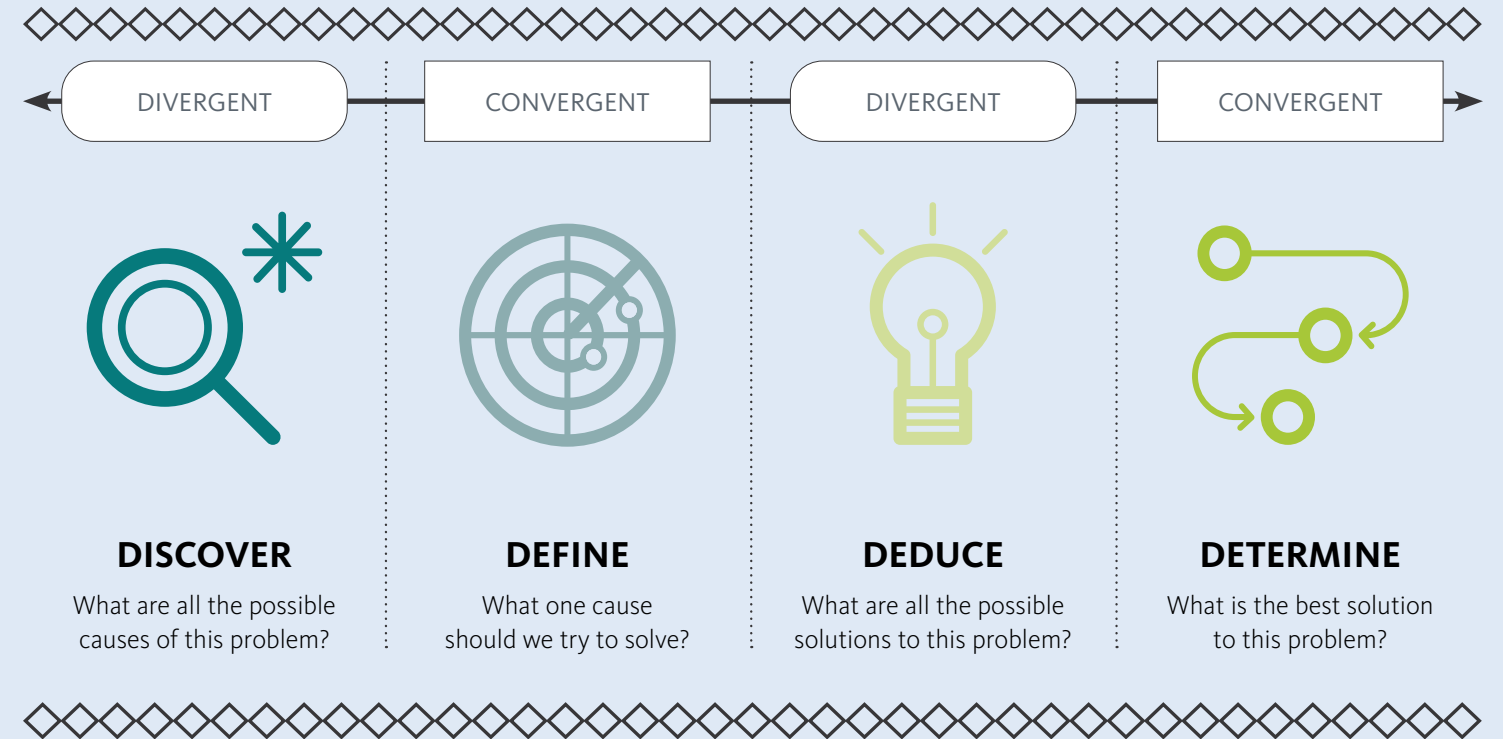 DIVERGENT
CONVERGENT
DIVERGENT
CONVERGENT
DISCOVER
What are all the possible
causes of this problem?
DEFINE
What one cause
should we try to solve?
DEDUCE
What are all the possible
solutions to this problem?
DETERMINE
What is the best solution
to this problem?